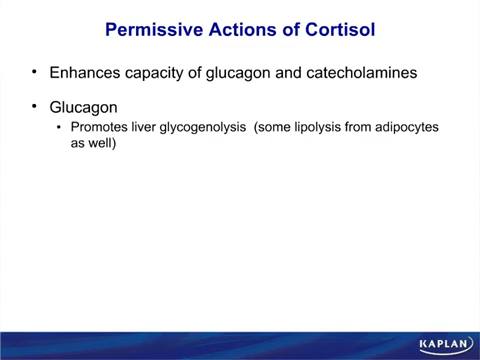 Permissive Actions of Cortisol
• Enhances capacity of glucagon and catecholamines
• Glucagon
• Promotes liver glycogenolysis (some lipolysis from adipocytes
as well)
KAPLAN